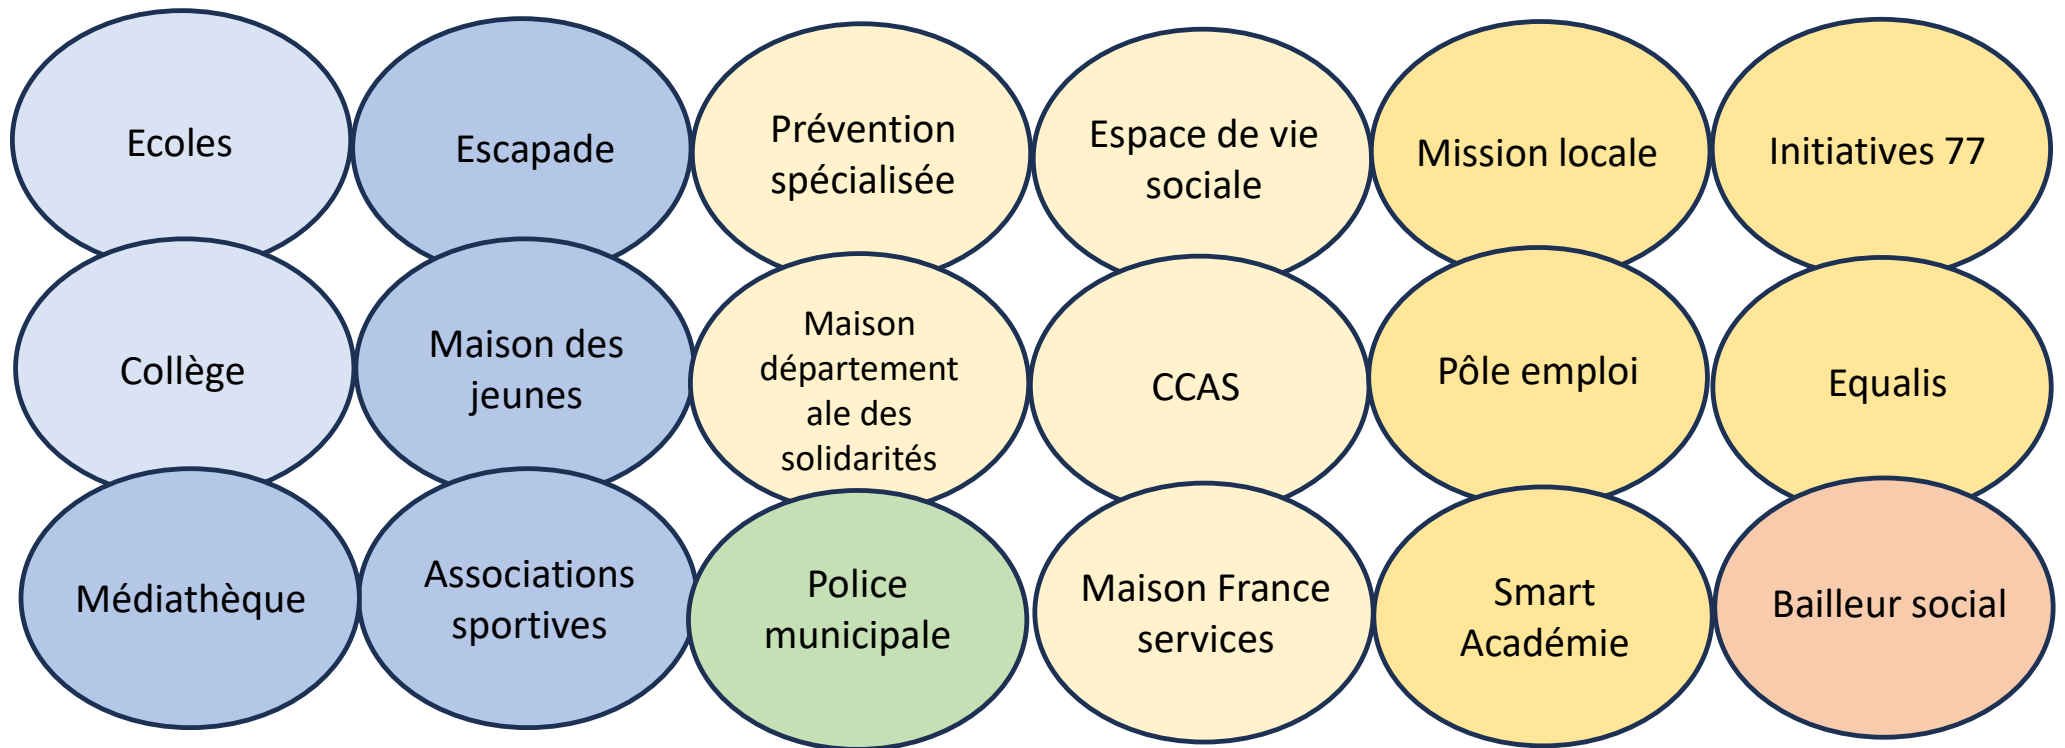 Ecoles
Escapade
Prévention
spécialisée
Espace de vie
sociale
Mission locale
Initiatives 77
Collège
Maison des
jeunes
Maison
département
ale des
solidarités
CCAS
Pôle emploi
Equalis
Médiathèque
Associations
sportives
Police
municipale
Maison France
services
Smart
Académie
Bailleur social